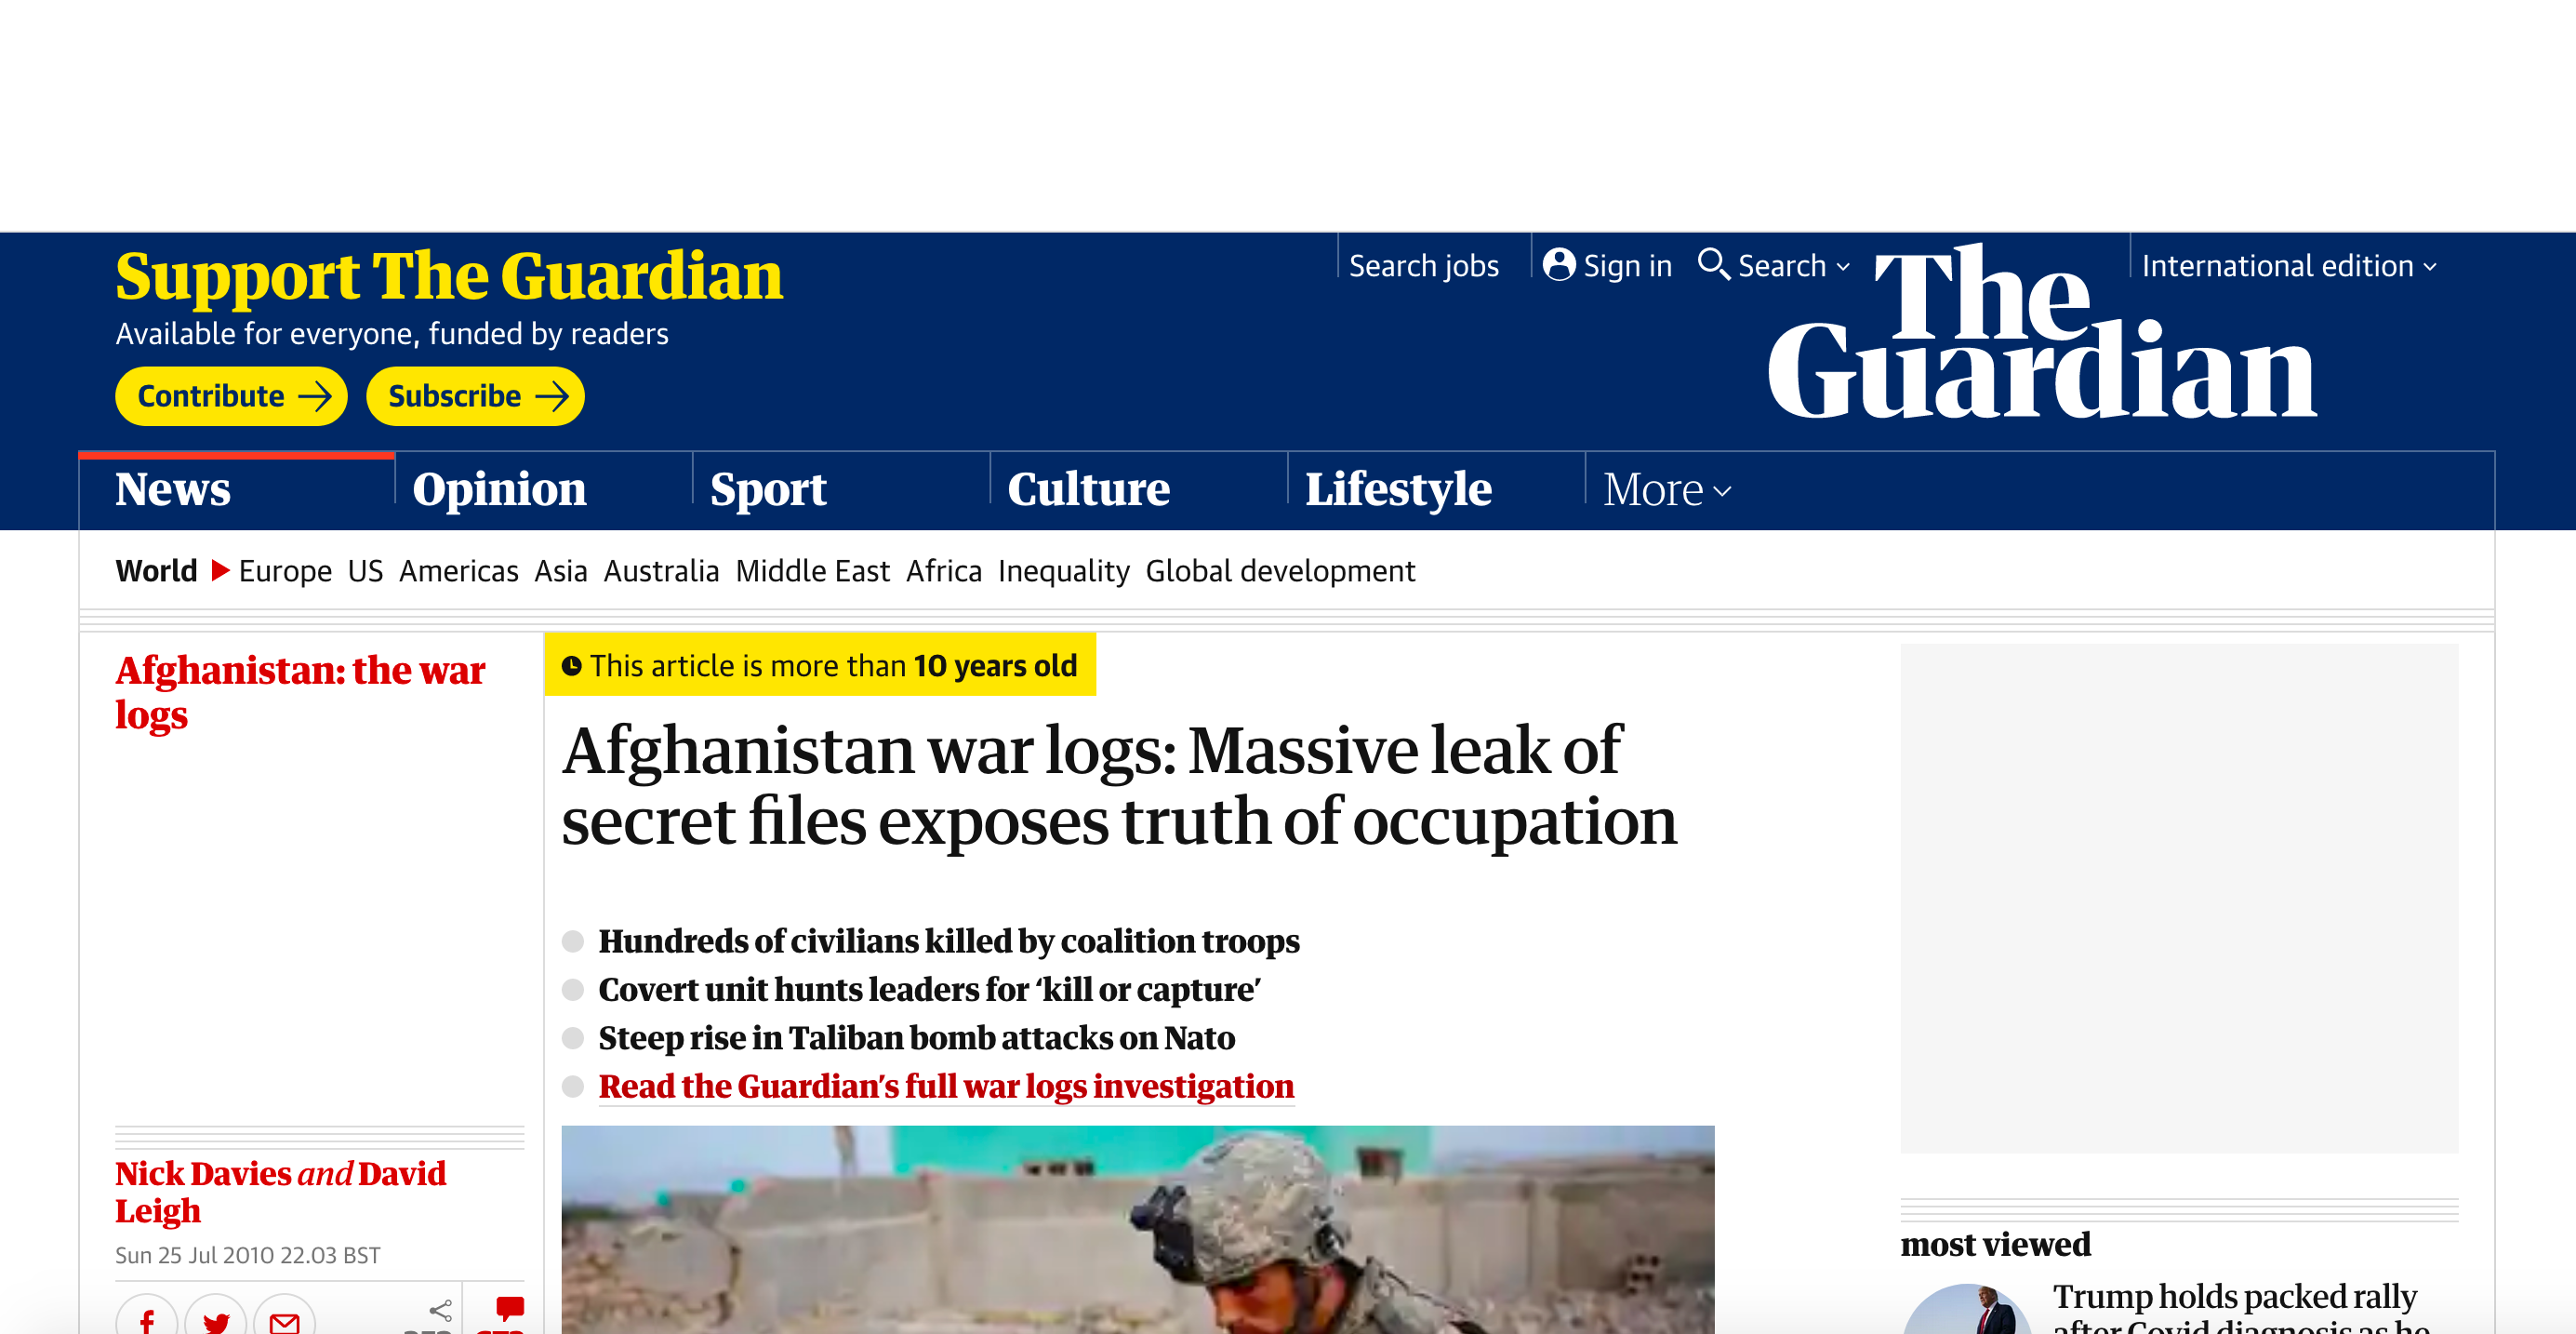 Support The Guardian
Available for everyone, funded by readers
Contribute
Subscribe
Search jobs
Sign in
Search
International edition
The
Guardian
News
Opinion
Sport
Culture
Lifestyle
More
World Europe US Americas Asia Australia Middle East Africa Inequality Global development
Afghanistan: the war
logs
This article is more than 10 years old
Afghanistan war logs: Massive leak of
secret files exposes truth of occupation
Hundreds of civilians killed by coalition troops
Covert unit hunts leaders for ‘kill or capture’
Steep rise in Taliban bomb attacks on Nato
Read the Guardian’s full war logs investigation
Nick Davies and David
Leigh
Sun 25 Jul 2010 22.03 BST
most viewed
Trump holds packed rally
after Covid diagnosis as he